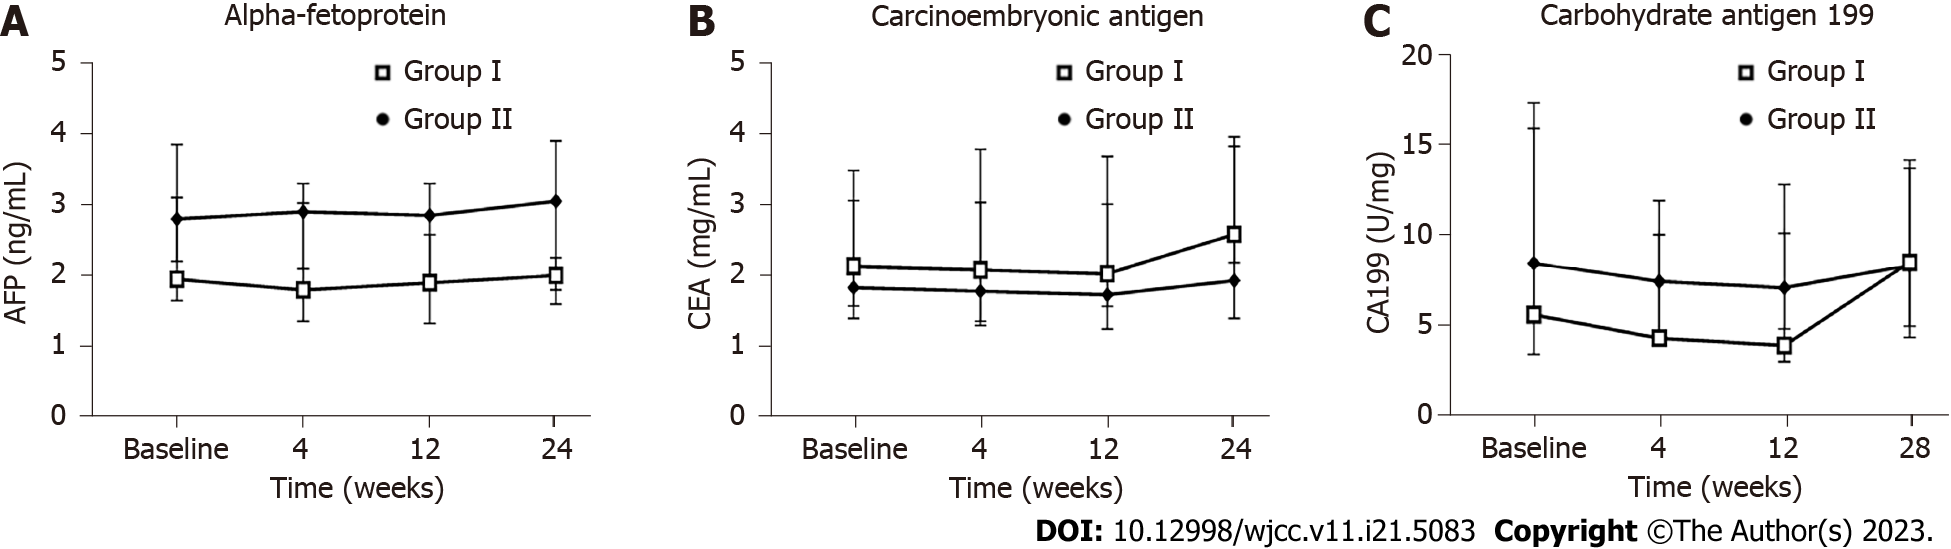 A Alpha-fetoprotein
5
4
3
2
1
0
AFP (ng/mL)
Group I
Group II
Baseline 4 12 24
Time (weeks)
B Carcinoembryonic antigen
5
4
3
2
1
0
CEA (mg/mL)
Group I
Group II
Baseline 4 12 24
Time (weeks)
C Carbohydrate antigen 199
20
15
10
5
0
CA199 (U/mg)
Group I
Group II
Baseline 4 12 28
Time (weeks)
DOI: 10.12998/wjcc.v11.i21.5083 Copyright ©The Author(s) 2023.